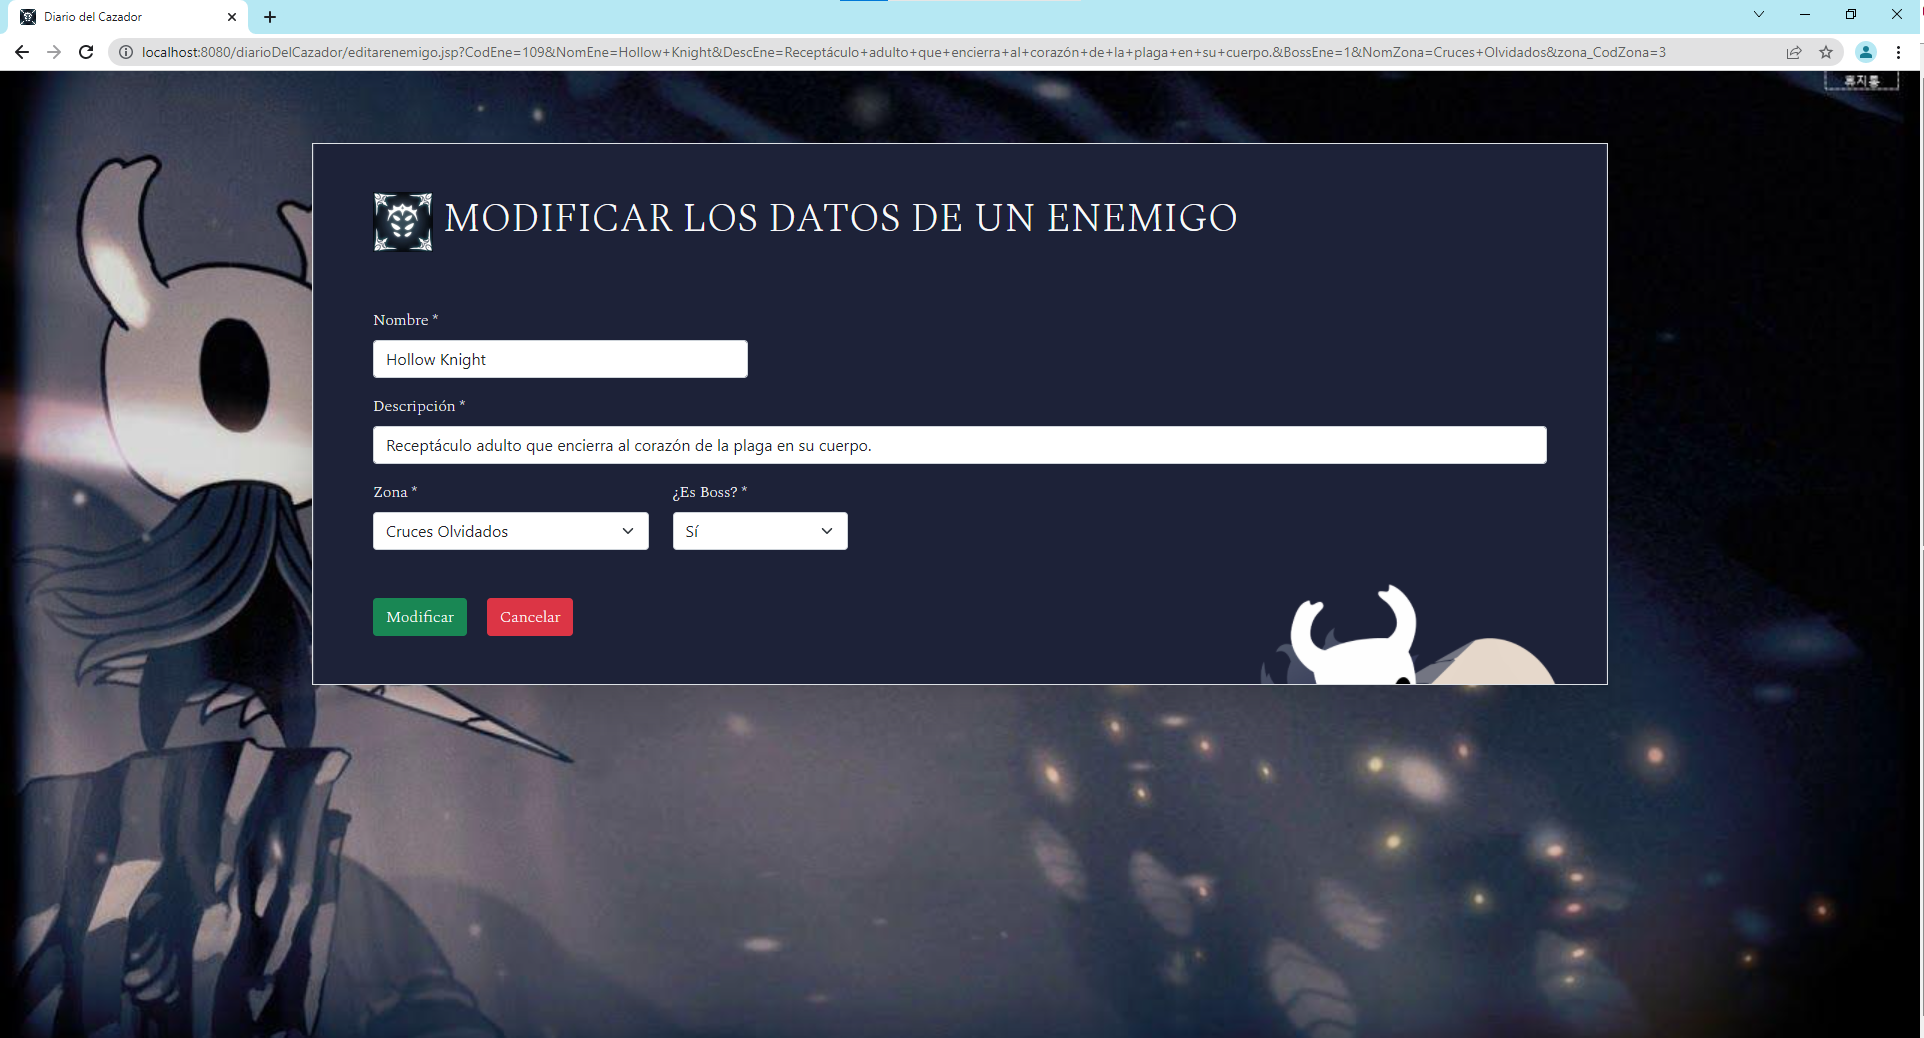 Diario del Cazador
localhost:8080/diarioDelCazador/editarenemigo.jsp?CodEne=109&NomEne=Hollow+Knight&DescEne=Receptáculo+adulto+que+encierra+al+corazón+de+la+plaga+en+su+cuerpo.&BossEne=1&NomZona=Cruces+Olvidados&zona_CodZona=3
휴지통
MODIFICAR LOS DATOS DE UN ENEMIGO
Nombre *
Hollow Knight
Descripción *
Receptáculo adulto que encierra al corazón de la plaga en su cuerpo.
Zona * ¿Es Boss? *
Cruces Olvidados Sí
Modificar Cancelar